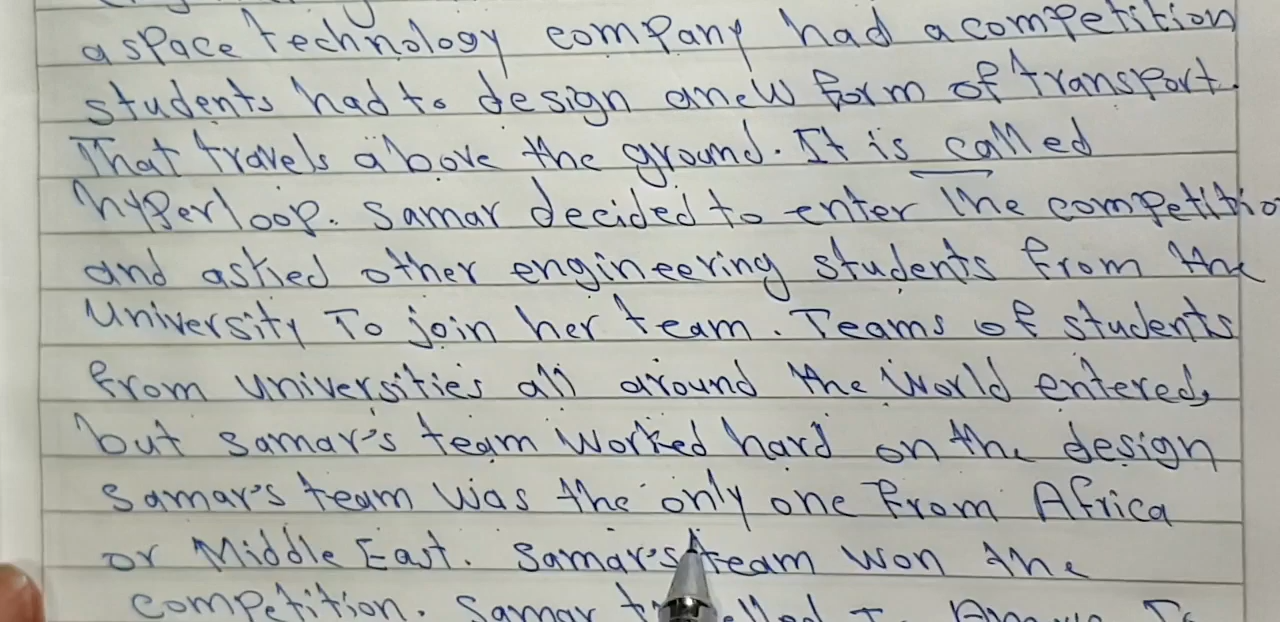 a space technology company had a competition
students had to design a new form of transport.
That travels above the ground. It is called
hyperloop. Samar decided to enter The competitio
and asked other engineering students from the
University To join her team. Teams of students
from universities all around the world entered,
but samar's team worked hard on the design
Samar's team was the only one from Africa
or Middle East. Samar's team won the
competition. Samar